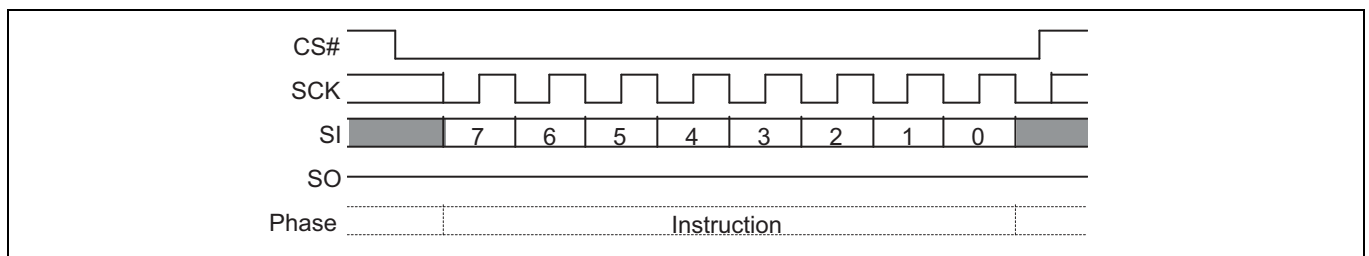 CS#
SCK
SI 7 6 5 4 3 2 1 0
SO
Phase Instruction